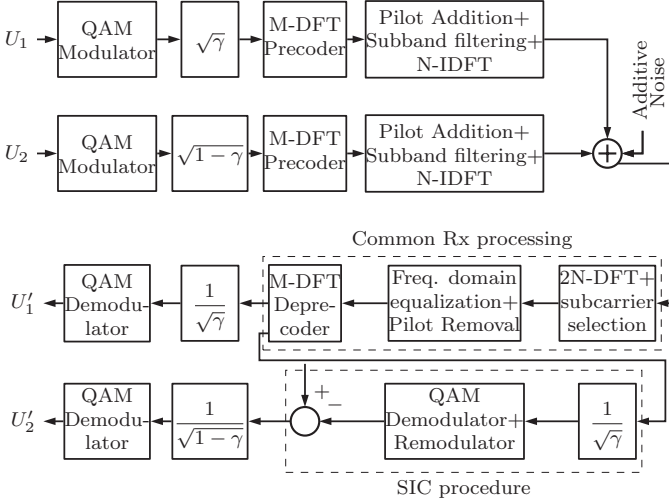 U₁
QAM
Modulator
√γ
M-DFT
Precoder
Pilot Addition+
Subband filtering+
N-IDFT
Additive
Noise
U₂
QAM
Modulator
√1 − γ
M-DFT
Precoder
Pilot Addition+
Subband filtering+
N-IDFT
+
Common Rx processing
U₁′
QAM
Demodu-
lator
1
√γ
M-DFT
Depre-
coder
Freq. domain
equalization+
Pilot Removal
2N-DFT+
subcarrier
selection
U₂′
QAM
Demodu-
lator
1
√1 − γ
+
−
QAM
Demodulator+
Remodulator
1
√γ
SIC procedure